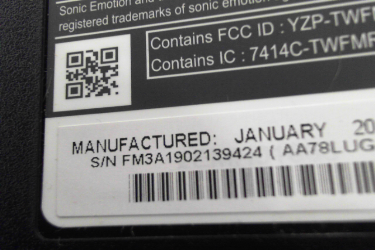 Sonic Emotion and
registered trademarks of sonic emotion
Contains FCC ID : YZP-TWF
Contains IC : 7414C-TWFM
MANUFACTURED: JANUARY 20
S/N FM3A1902139424 ( AA78LUG